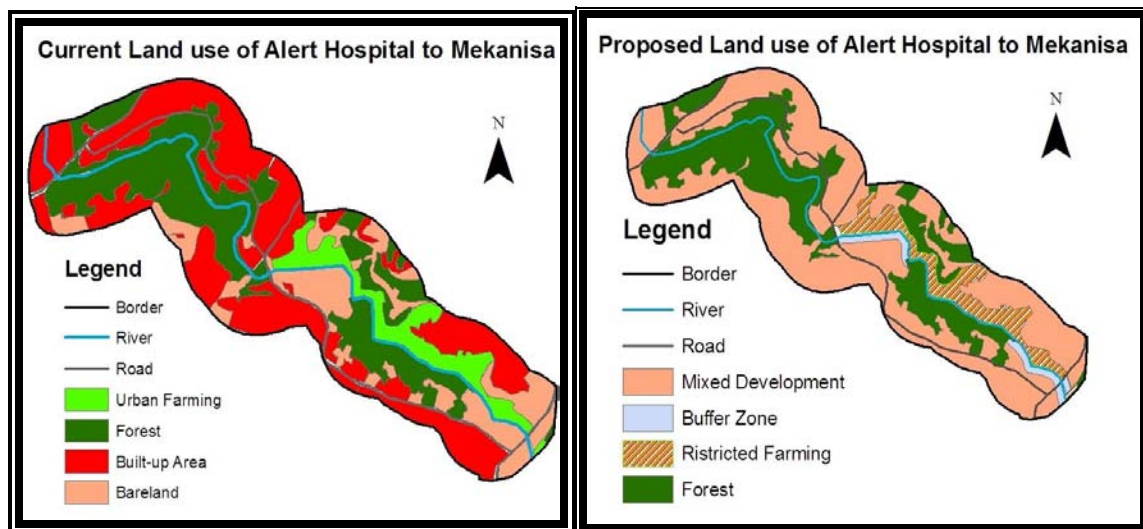 Current Land use of Alert Hospital to Mekanisa
N
Legend
Border
River
Road
Urban Farming
Forest
Built-up Area
Bareland
Proposed Land use of Alert Hospital to Mekanisa
N
Legend
Border
River
Road
Mixed Development
Buffer Zone
Ristricted Farming
Forest